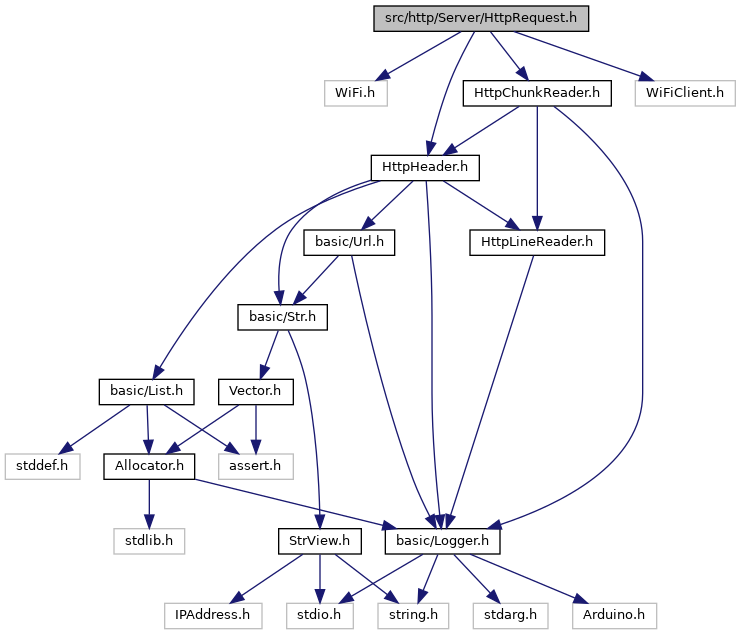 src/http/Server/HttpRequest.h
WiFi.h
HttpChunkReader.h
WiFiClient.h
HttpHeader.h
basic/Url.h
HttpLineReader.h
basic/Str.h
basic/List.h
Vector.h
stddef.h
Allocator.h
assert.h
stdlib.h
StrView.h
basic/Logger.h
IPAddress.h
stdio.h
string.h
stdarg.h
Arduino.h